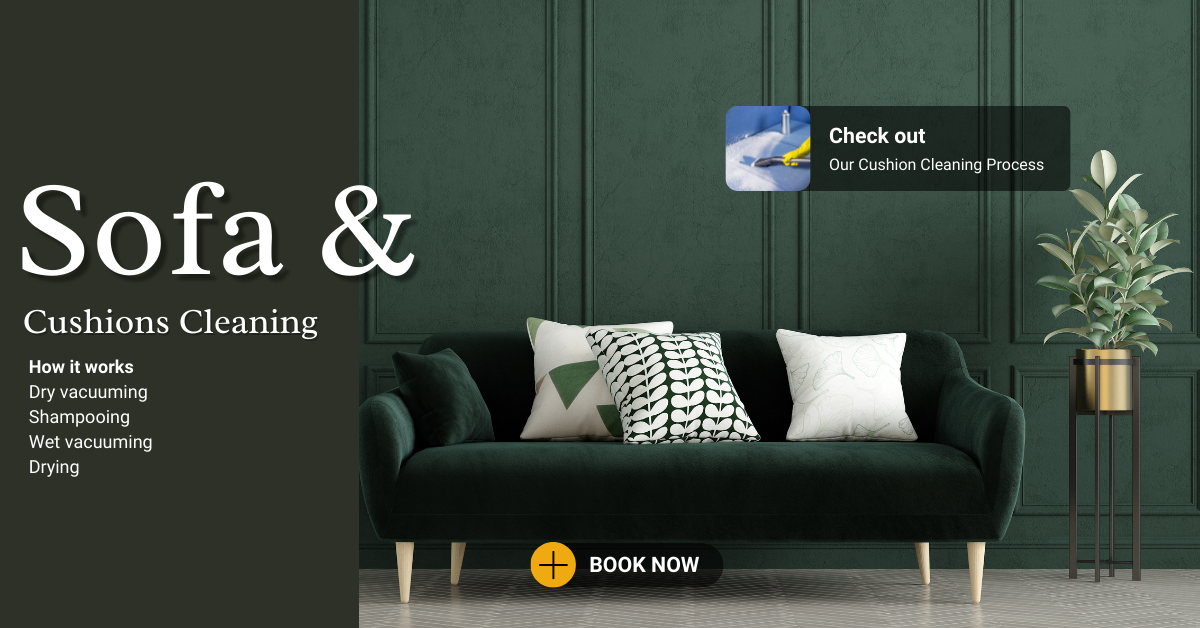 Sofa &
Cushions Cleaning
How it works
Dry vacuuming
Shampooing
Wet vacuuming
Drying
Check out
Our Cushion Cleaning Process
BOOK NOW